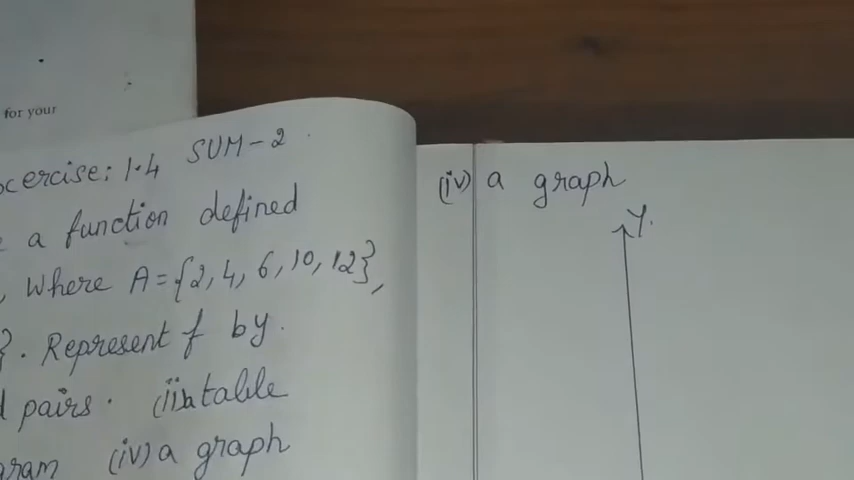 for your
Excercise: 1.4 SUM-2
a function defined
, Where A={2, 4, 6, 10, 12},
}. Represent f by.
pairs. (ii) a table
(iv) a graph
(iv) a graph
Y.